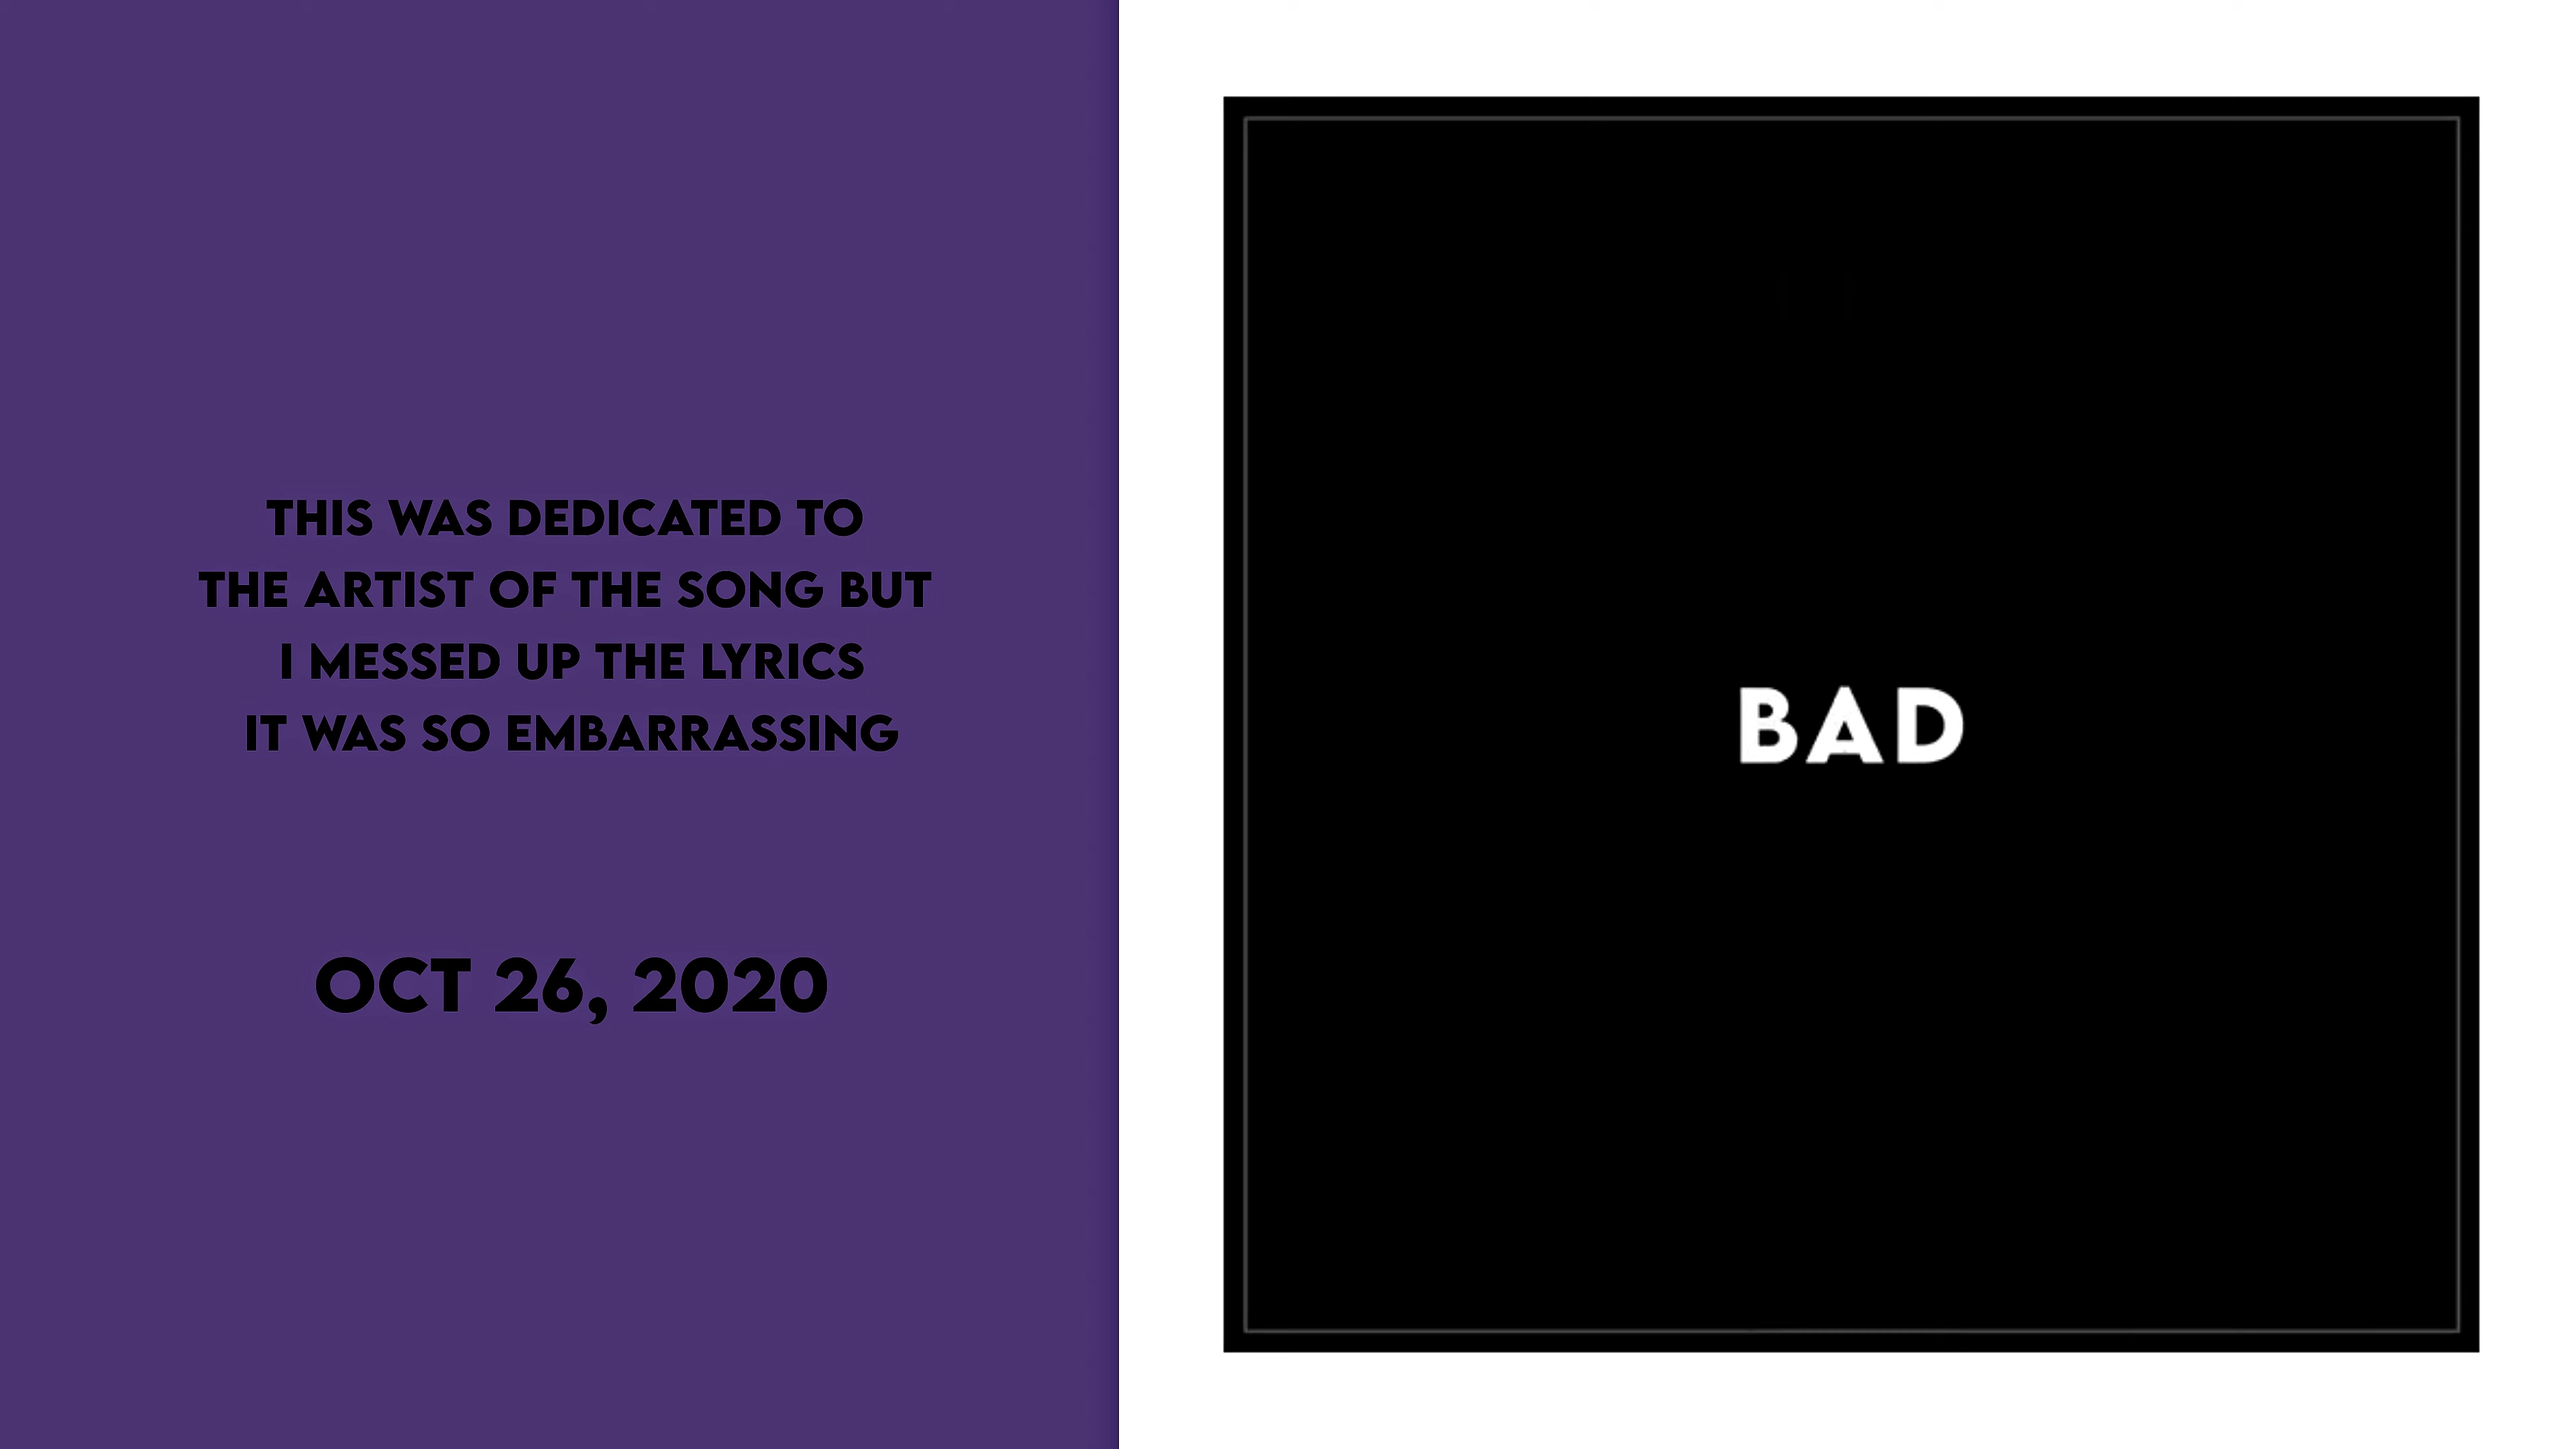 THIS WAS DEDICATED TO
THE ARTIST OF THE SONG BUT
I MESSED UP THE LYRICS
IT WAS SO EMBARRASSING
OCT 26, 2020
BAD